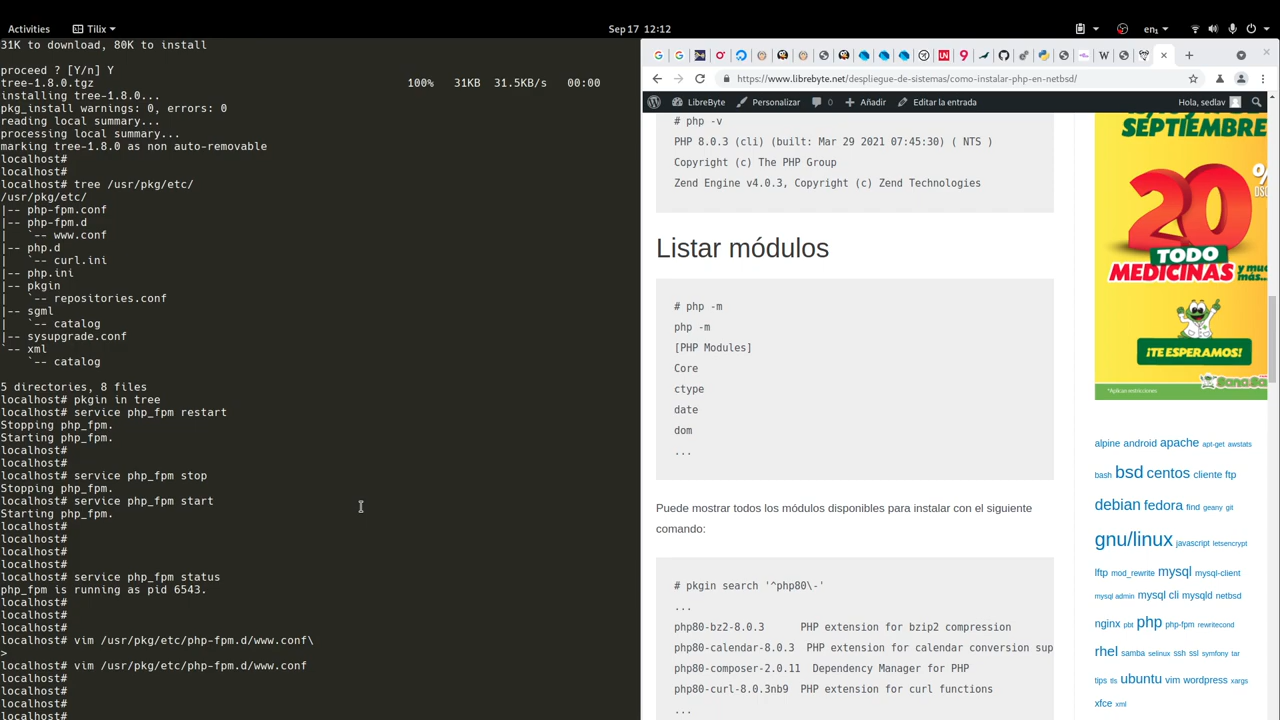 Activities
Tilix
Sep 17 12:12
en₁
31K to download, 80K to install
proceed ? [Y/n] Y
tree-1.8.0.tgz 100% 31KB 31.5KB/s 00:00
installing tree-1.8.0...
pkg_install warnings: 0, errors: 0
reading local summary...
processing local summary...
marking tree-1.8.0 as non auto-removable
localhost#
localhost#
localhost# tree /usr/pkg/etc/
/usr/pkg/etc/
|-- php-fpm.conf
|-- php-fpm.d
|   `-- www.conf
|-- php.d
|   `-- curl.ini
|-- php.ini
|-- pkgin
|   `-- repositories.conf
|-- sgml
|   `-- catalog
|-- sysupgrade.conf
`-- xml
    `-- catalog
5 directories, 8 files
localhost# pkgin in tree
localhost# service php_fpm restart
Stopping php_fpm.
Starting php_fpm.
localhost#
localhost#
localhost# service php_fpm stop
Stopping php_fpm.
localhost# service php_fpm start
Starting php_fpm.
localhost#
localhost#
localhost#
localhost# service php_fpm status
php_fpm is running as pid 6543.
localhost#
localhost#
localhost#
localhost# vim /usr/pkg/etc/php-fpm.d/www.conf\
>
localhost# vim /usr/pkg/etc/php-fpm.d/www.conf
localhost#
localhost#
localhost#
localhost#
https://www.librebyte.net/despliegue-de-sistemas/como-instalar-php-en-netbsd/
LibreByte
Personalizar
0
Añadir
Editar la entrada
Hola, sedlav
# php -v
PHP 8.0.3 (cli) (built: Mar 29 2021 07:45:30) ( NTS )
Copyright (c) The PHP Group
Zend Engine v4.0.3, Copyright (c) Zend Technologies
Listar módulos
# php -m
php -m
[PHP Modules]
Core
ctype
date
dom
...
Puede mostrar todos los módulos disponibles para instalar con el siguiente
comando:
# pkgin search '^php80\-'
...
php80-bz2-8.0.3      PHP extension for bzip2 compression
php80-calendar-8.0.3  PHP extension for calendar conversion sup
php80-composer-2.0.11  Dependency Manager for PHP
php80-curl-8.0.3nb9  PHP extension for curl functions
...
SEPTIEMBRE
20%
TODO
MEDICINAS
más...
¡TE ESPERAMOS!
*Aplican restricciones
alpine android apache apt-get awstats
bash bsd centos cliente ftp
debian fedora find geany git
gnu/linux javascript letsencrypt
lftp mod_rewrite mysql mysql-client
mysql admin mysql cli mysqld netbsd
nginx pbt php php-fpm rewritecond
rhel samba selinux ssh ssl symfony tar
tips tls ubuntu vim wordpress xargs
xfce xml